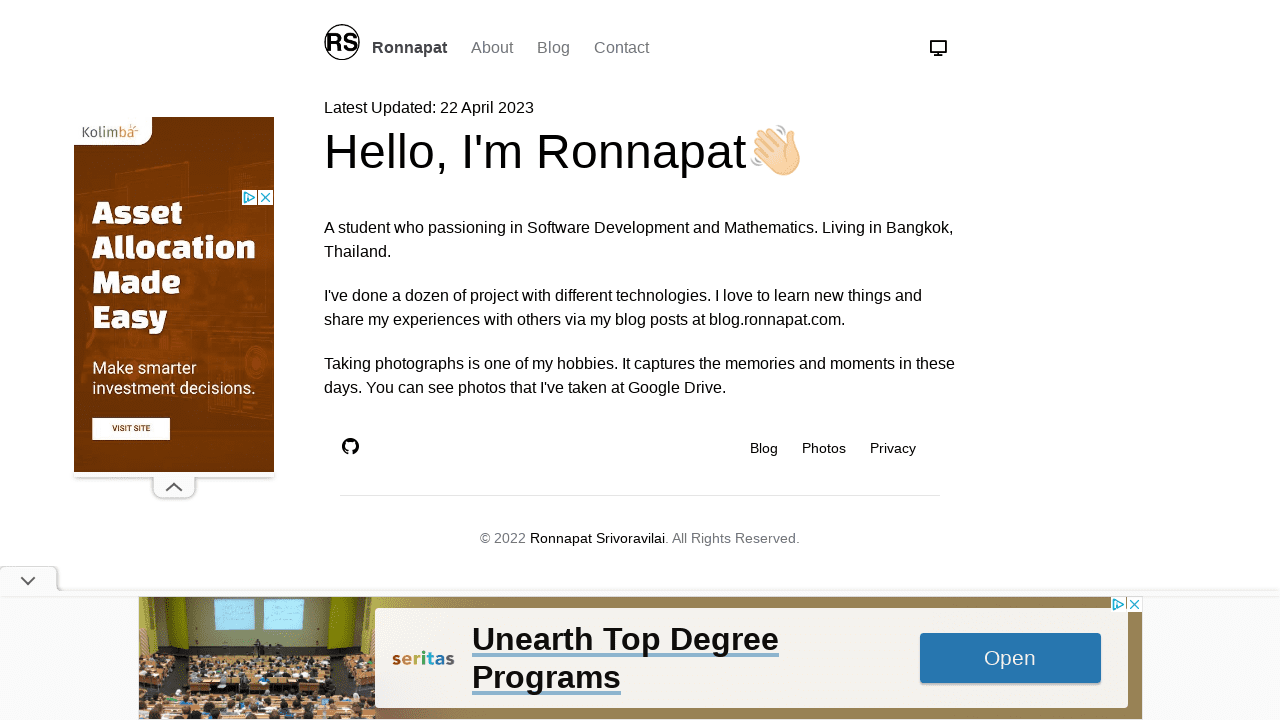 RS Ronnapat About Blog Contact
Latest Updated: 22 April 2023
Hello, I'm Ronnapat👋🏻
A student who passioning in Software Development and Mathematics. Living in Bangkok,
Thailand.
I've done a dozen of project with different technologies. I love to learn new things and
share my experiences with others via my blog posts at blog.ronnapat.com.
Taking photographs is one of my hobbies. It captures the memories and moments in these
days. You can see photos that I've taken at Google Drive.
Blog Photos Privacy
© 2022 Ronnapat Srivoravilai. All Rights Reserved.
Kolimbá
Asset
Allocation
Made
Easy
Make smarter
investment decisions.
VISIT SITE
seritas
Unearth Top Degree
Programs
Open